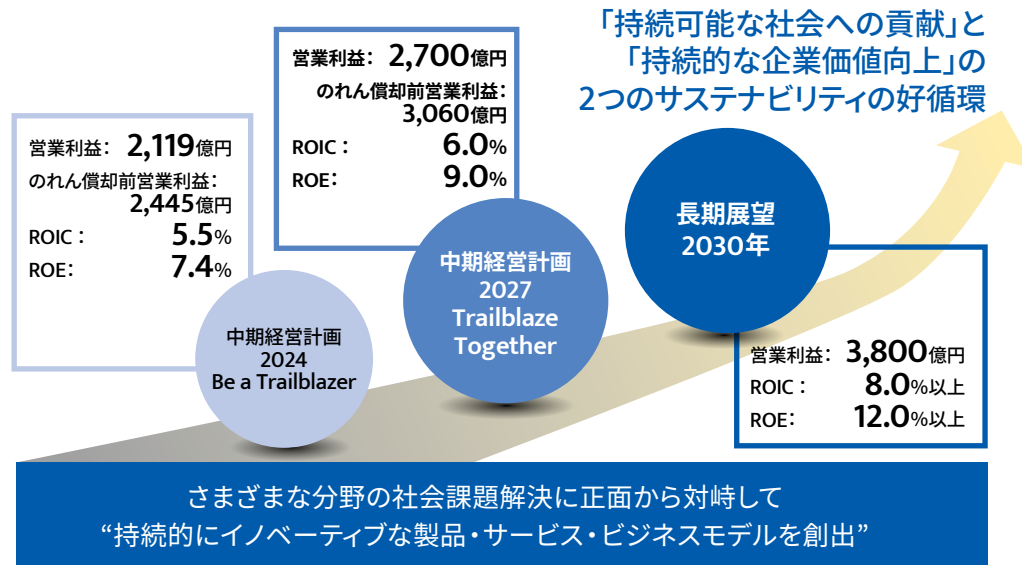 「持続可能な社会への貢献」と
「持続的な企業価値向上」の
2つのサステナビリティの好循環
営業利益： 2,119億円
のれん償却前営業利益：
2,445億円
ROIC： 5.5%
ROE： 7.4%
中期経営計画
2024
Be a Trailblazer
営業利益： 2,700億円
のれん償却前営業利益：
3,060億円
ROIC： 6.0%
ROE： 9.0%
中期経営計画
2027
Trailblaze
Together
長期展望
2030年
営業利益： 3,800億円
ROIC： 8.0%以上
ROE： 12.0%以上
さまざまな分野の社会課題解決に正面から対峙して
“持続的にイノベーティブな製品・サービス・ビジネスモデルを創出”